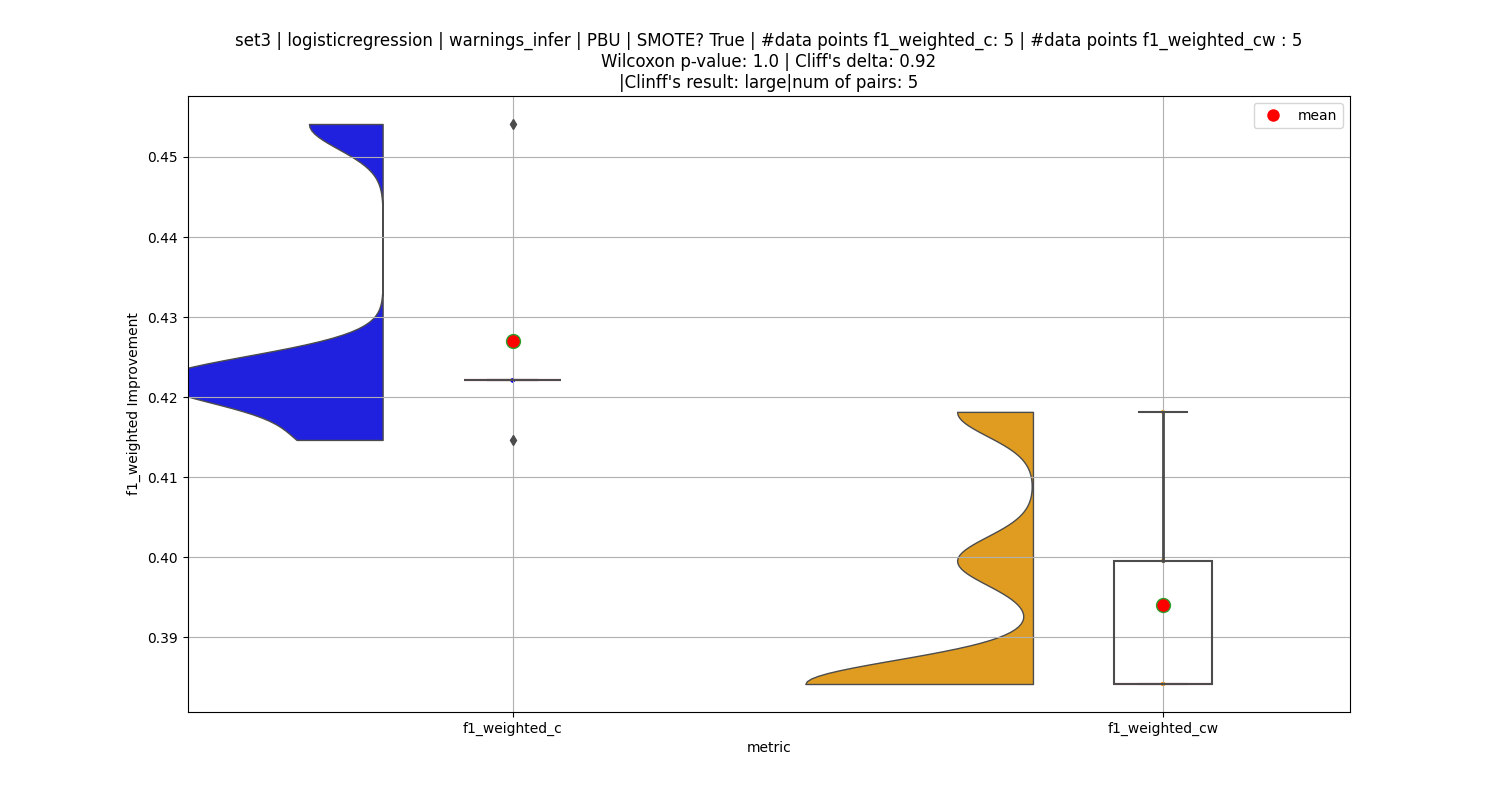 set3 | logisticregression | warnings_infer | PBU | SMOTE? True | #data points f1_weighted_c: 5 | #data points f1_weighted_cw : 5
Wilcoxon p-value: 1.0 | Cliff's delta: 0.92
|Clinff's result: large|num of pairs: 5
mean
0.45
0.44
0.43
0.42
0.41
0.40
0.39
f1_weighted Improvement
f1_weighted_c
f1_weighted_cw
metric